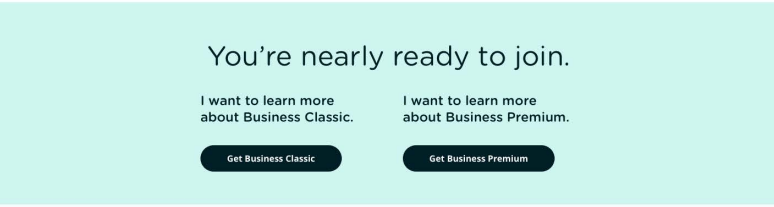 You’re nearly ready to join.
I want to learn more
about Business Classic.
Get Business Classic
I want to learn more
about Business Premium.
Get Business Premium